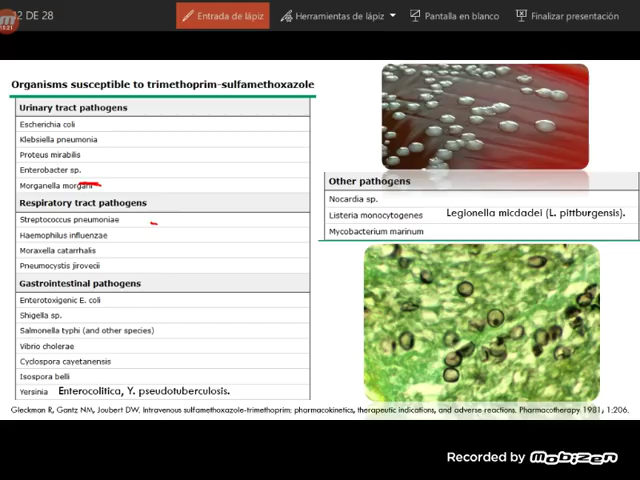 2 DE 28
Entrada de lápiz
Herramientas de lápiz
Pantalla en blanco
Finalizar presentación
Organisms susceptible to trimethoprim-sulfamethoxazole
Urinary tract pathogens
Escherichia coli
Klebsiella pneumonia
Proteus mirabilis
Enterobacter sp.
Morganella morgani
Respiratory tract pathogens
Streptococcus pneumoniae
Haemophilus influenzae
Moraxella catarrhalis
Pneumocystis jirovecii
Gastrointestinal pathogens
Enterotoxigenic E. coli
Shigella sp.
Salmonella typhi (and other species)
Vibrio cholerae
Cyclospora cayetanensis
Isospora belli
Yersinia Enterocolitica, Y. pseudotuberculosis.
Other pathogens
Nocardia sp.
Listeria monocytogenes Legionella micdadei (L. pittburgensis).
Mycobacterium marinum
Gleckman R, Gantz NM, Joubert DW. Intravenous sulfamethoxazole-trimethoprim: pharmacokinetics, therapeutic indications, and adverse reactions. Pharmacotherapy 1981, 1:206.
Recorded by Mobizen